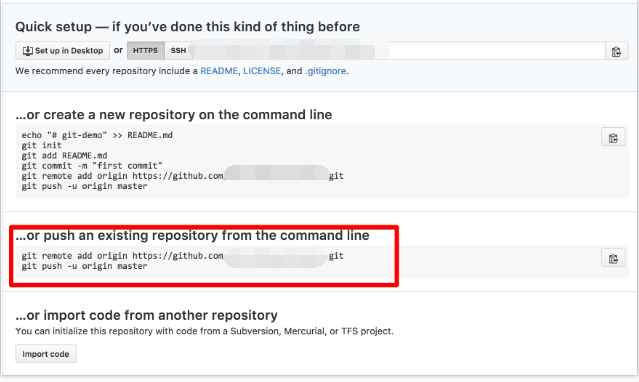 Quick setup — if you've done this kind of thing before
Set up in Desktop or HTTPS SSH
We recommend every repository include a README, LICENSE, and .gitignore.
...or create a new repository on the command line
echo "# git-demo" >> README.md
git init
git add README.md
git commit -m "first commit"
git remote add origin https://github.com git
git push -u origin master
...or push an existing repository from the command line
git remote add origin https://github.com git
git push -u origin master
...or import code from another repository
You can initialize this repository with code from a Subversion, Mercurial, or TFS project.
Import code